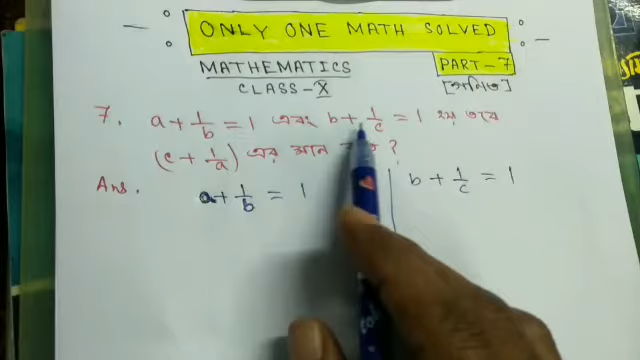 ONLY ONE MATH SOLVED
MATHEMATICS
PART-7
CLASS-X
[গণিত]
7. a + 1/b = 1 এবং b + 1/c = 1 হয় তবে
(c + 1/a) এর মান ?
Ans. a + 1/b = 1
b + 1/c = 1